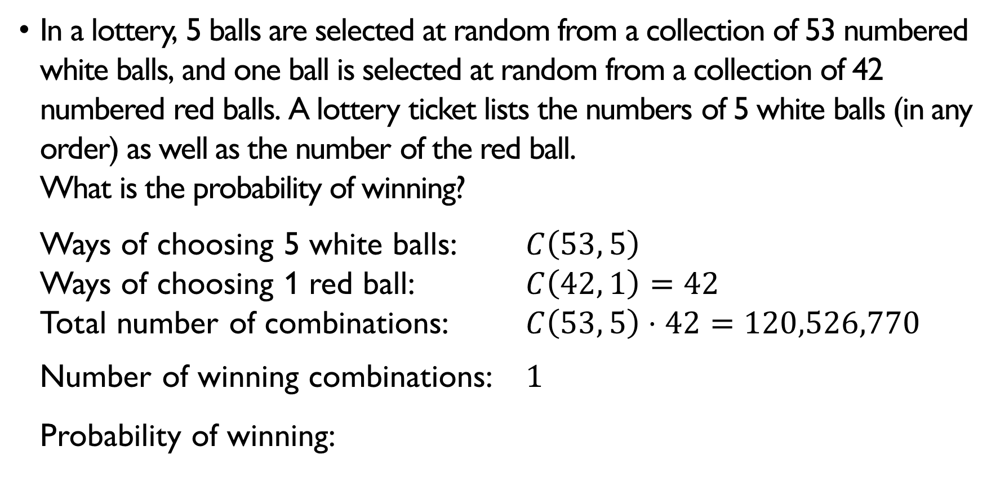 • In a lottery, 5 balls are selected at random from a collection of 53 numbered
white balls, and one ball is selected at random from a collection of 42
numbered red balls. A lottery ticket lists the numbers of 5 white balls (in any
order) as well as the number of the red ball.
What is the probability of winning?
Ways of choosing 5 white balls: C(53, 5)
Ways of choosing 1 red ball: C(42, 1) = 42
Total number of combinations: C(53, 5) · 42 = 120,526,770
Number of winning combinations: 1
Probability of winning: